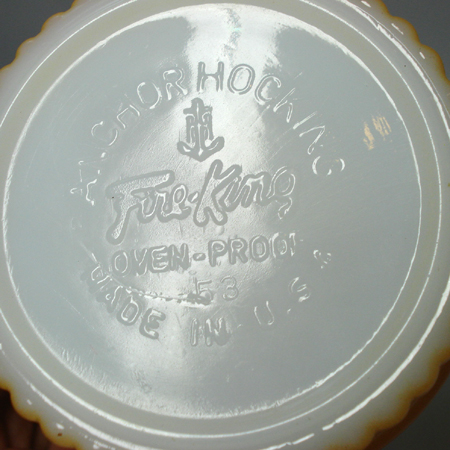 ANCHOR HOCKING
Fire-King
OVEN-PROOF
58
MADE IN U.S.A